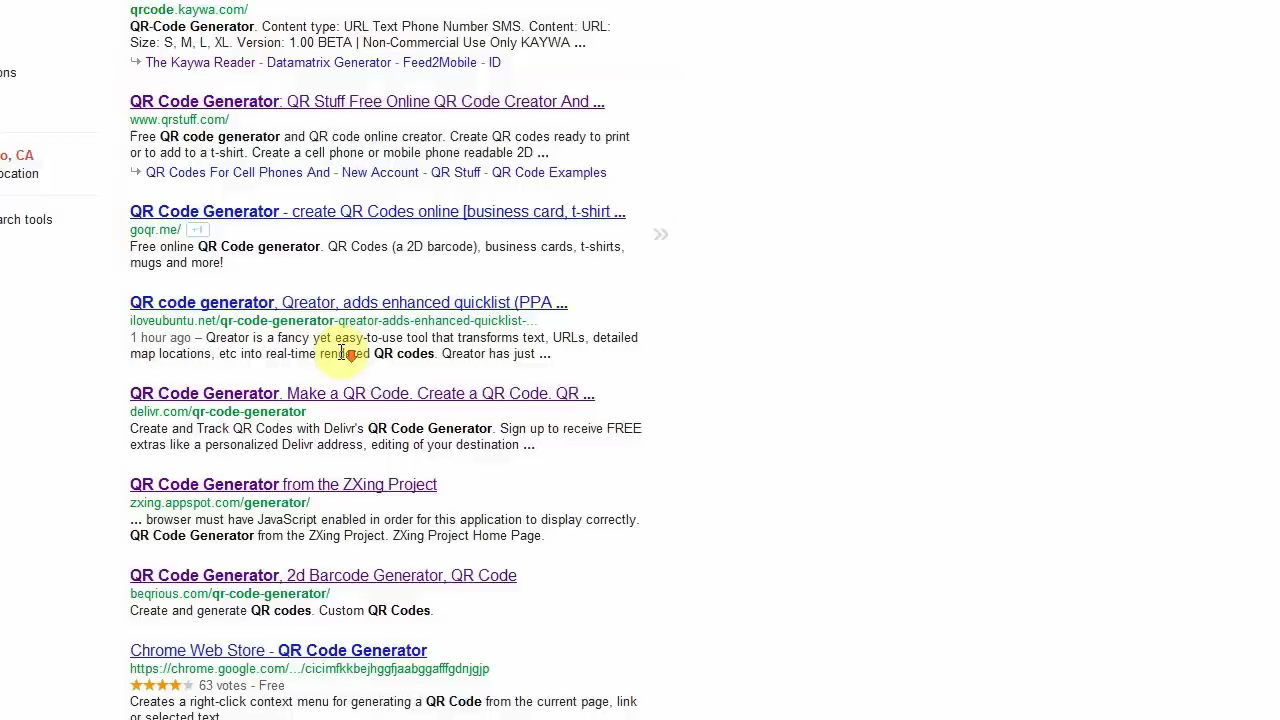 qrcode.kaywa.com/
QR-Code Generator. Content type: URL Text Phone Number SMS. Content: URL:
Size: S, M, L, XL. Version: 1.00 BETA | Non-Commercial Use Only KAYWA ...
The Kaywa Reader - Datamatrix Generator - Feed2Mobile - ID
ons
QR Code Generator: QR Stuff Free Online QR Code Creator And ...
www.qrstuff.com/
Free QR code generator and QR code online creator. Create QR codes ready to print
or to add to a t-shirt. Create a cell phone or mobile phone readable 2D ...
o, CA
ocation
QR Codes For Cell Phones And - New Account - QR Stuff - QR Code Examples
arch tools
QR Code Generator - create QR Codes online [business card, t-shirt ...
goqr.me/ +1
Free online QR Code generator. QR Codes (a 2D barcode), business cards, t-shirts,
mugs and more!
»
QR code generator, Qreator, adds enhanced quicklist (PPA ...
iloveubuntu.net/qr-code-generator-qreator-adds-enhanced-quicklist-...
1 hour ago – Qreator is a fancy yet easy-to-use tool that transforms text, URLs, detailed
map locations, etc into real-time rendered QR codes. Qreator has just ...
QR Code Generator. Make a QR Code. Create a QR Code. QR ...
delivr.com/qr-code-generator
Create and Track QR Codes with Delivr's QR Code Generator. Sign up to receive FREE
extras like a personalized Delivr address, editing of your destination ...
QR Code Generator from the ZXing Project
zxing.appspot.com/generator/
... browser must have JavaScript enabled in order for this application to display correctly.
QR Code Generator from the ZXing Project. ZXing Project Home Page.
QR Code Generator, 2d Barcode Generator, QR Code
beqrious.com/qr-code-generator/
Create and generate QR codes. Custom QR Codes.
Chrome Web Store - QR Code Generator
https://chrome.google.com/.../cicimfkkbejhggfjaabggafffgdnjgjp
63 votes - Free
Creates a right-click context menu for generating a QR Code from the current page, link
or selected text